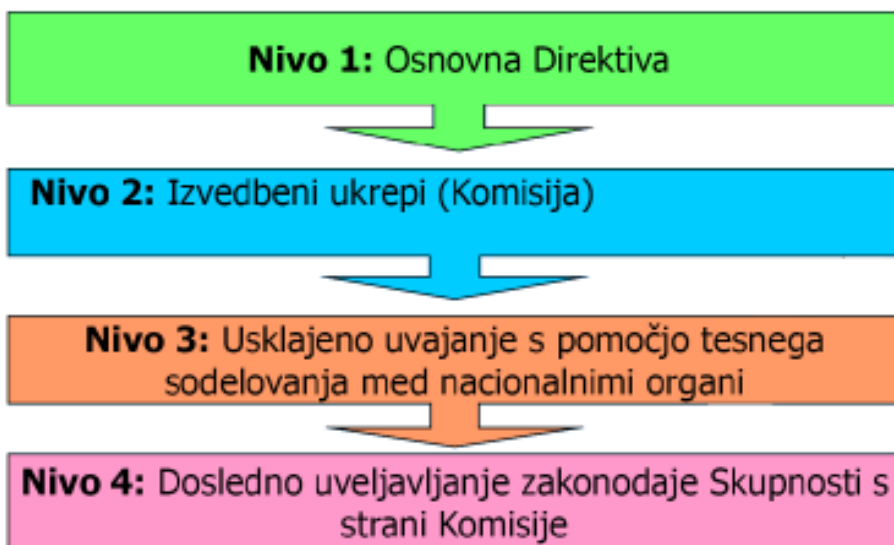 Nivo 1: Osnovna Direktiva
Nivo 2: Izvedbeni ukrepi (Komisija)
Nivo 3: Usklajeno uvajanje s pomočjo tesnega
sodelovanja med nacionalnimi organi
Nivo 4: Dosledno uveljavljanje zakonodaje Skupnosti s
strani Komisije